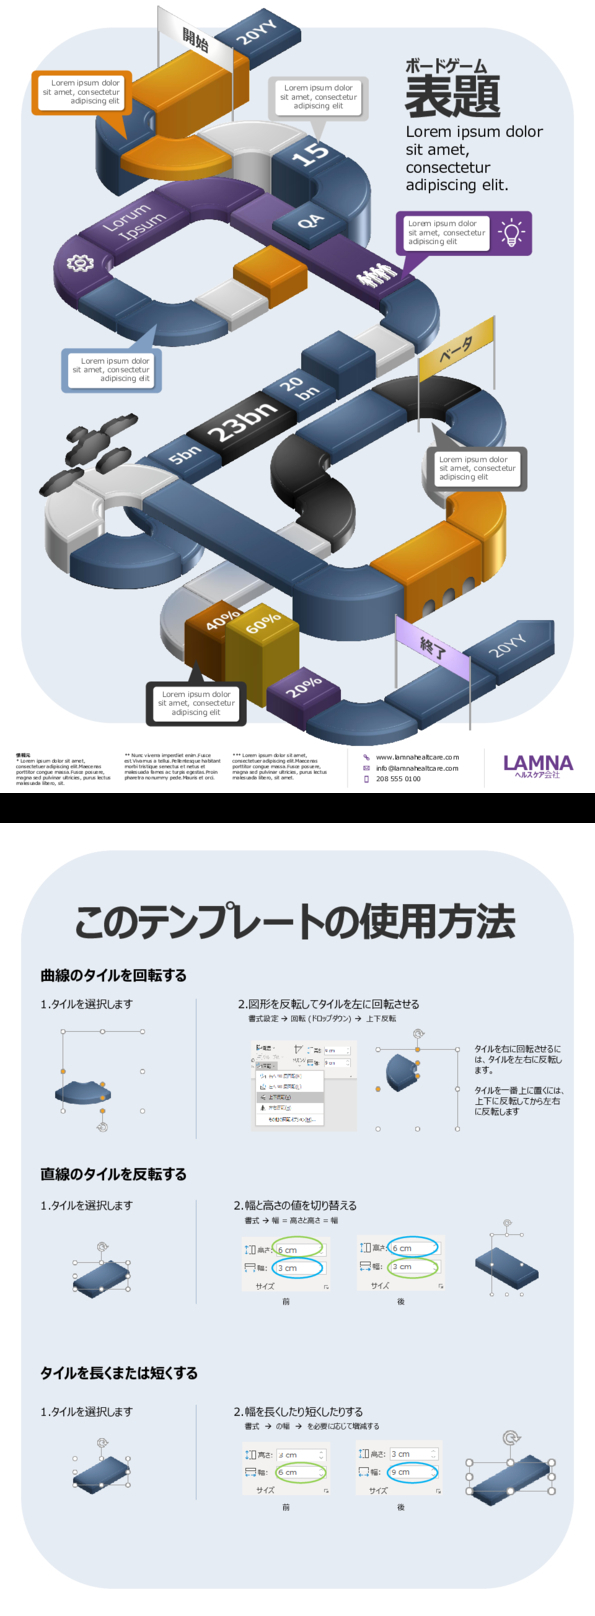 開始
20YY
Lorem ipsum dolor
sit amet, consectetur
adipiscing elit
Lorem ipsum dolor
sit amet, consectetur
adipiscing elit
ボードゲーム
表題
Lorem ipsum dolor
sit amet,
consectetur
adipiscing elit.
15
QA
Lorum
Ipsum
Lorem ipsum dolor
sit amet, consectetur
adipiscing elit
Lorem ipsum dolor
sit amet, consectetur
adipiscing elit
ベータ
20
bn
23bn
5bn
Lorem ipsum dolor
sit amet, consectetur
adipiscing elit
40%
60%
20%
終了
20YY
Lorem ipsum dolor
sit amet, consectetur
adipiscing elit
情報元
* Lorem ipsum dolor sit amet,
consectetuer adipiscing elit.Maecenas
porttitor congue massa.Fusce posuere,
magna sed pulvinar ultricies, purus lectus
malesuada libero, sit.
** Nunc viverra imperdiet enim.Fusce
est.Vivamus a tellus. Pellentesque habitant
morbi tristique senectus et netus et
malesuada fames ac turpis egestas.Proin
pharetra nonummy pede.Mauris et orci.
*** Lorem ipsum dolor sit amet,
consectetuer adipiscing elit.Maecenas
porttitor congue massa.Fusce posuere,
magna sed pulvinar ultricies, purus lectus
malesuada libero, sit amet.
www.lamnahealtcare.com
info@lamnahealtcare.com
208 555 0100
LAMNA
ヘルスケア会社
このテンプレートの使用方法
曲線のタイルを回転する
1.タイルを選択します
2.図形を反転してタイルを左に回転させる
書式設定 → 回転 (ドロップダウン) → 上下反転
タイルを右に回転させるに
は、タイルを左右に反転し
ます。
タイルを一番上に置くには、
上下に反転してから左右
に反転します
直線のタイルを反転する
1.タイルを選択します
2.幅と高さの値を切り替える
書式 → 幅 = 高さと高さ = 幅
高さ: 6 cm
幅: 3 cm
サイズ
前
高さ: 6 cm
幅: 3 cm
サイズ
後
タイルを長くまたは短くする
1.タイルを選択します
2.幅を長くしたり短くしたりする
書式 → の幅 → を必要に応じて増減する
高さ: 3 cm
幅: 6 cm
サイズ
前
高さ: 3 cm
幅: 9 cm
サイズ
後